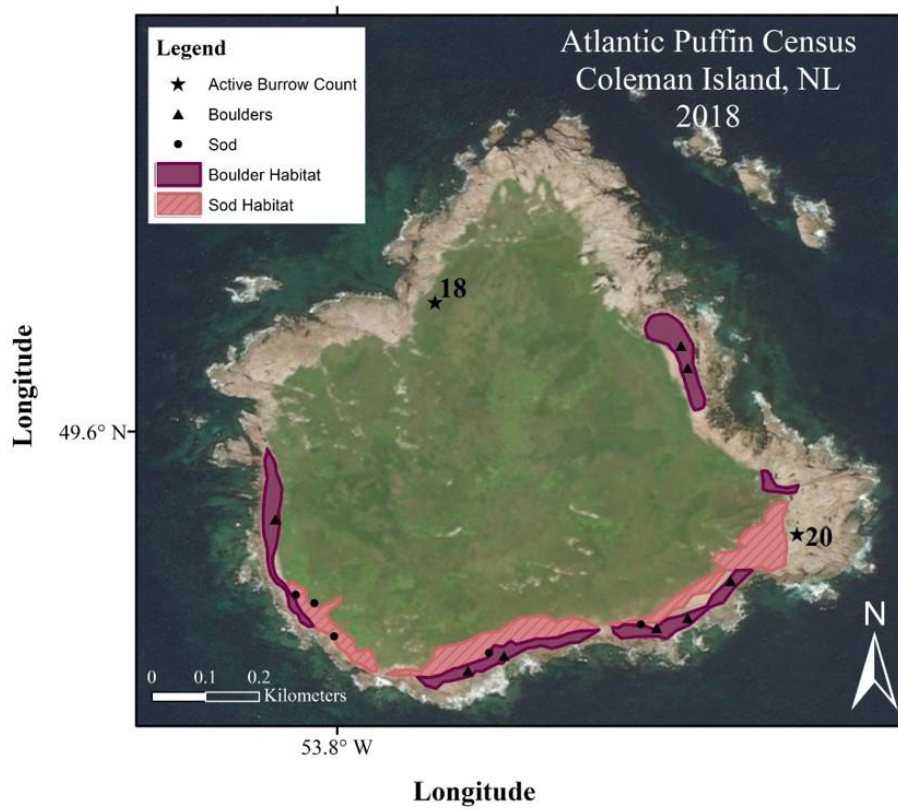 Legend
Active Burrow Count
Boulders
Sod
Boulder Habitat
Sod Habitat
Atlantic Puffin Census
Coleman Island, NL
2018
18
20
Longitude
49.6° N
N
0 0.1 0.2
Kilometers
53.8° W
Longitude